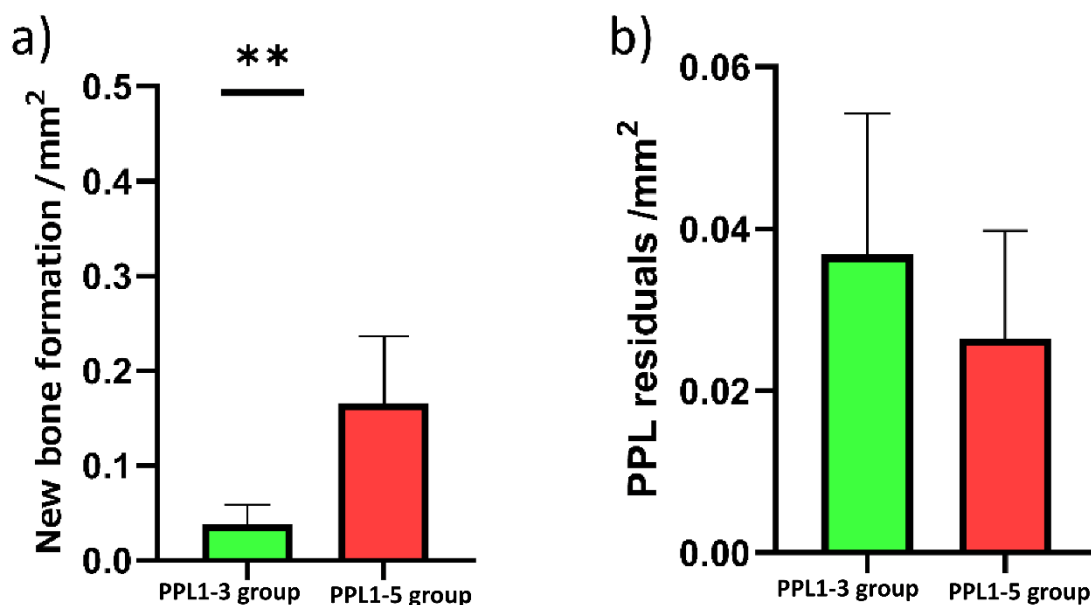 a)
**
New bone formation /mm²
0.5
0.4
0.3
0.2
0.1
0.0
PPL1-3 group
PPL1-5 group
b)
PPL residuals /mm²
0.06
0.04
0.02
0.00
PPL1-3 group
PPL1-5 group